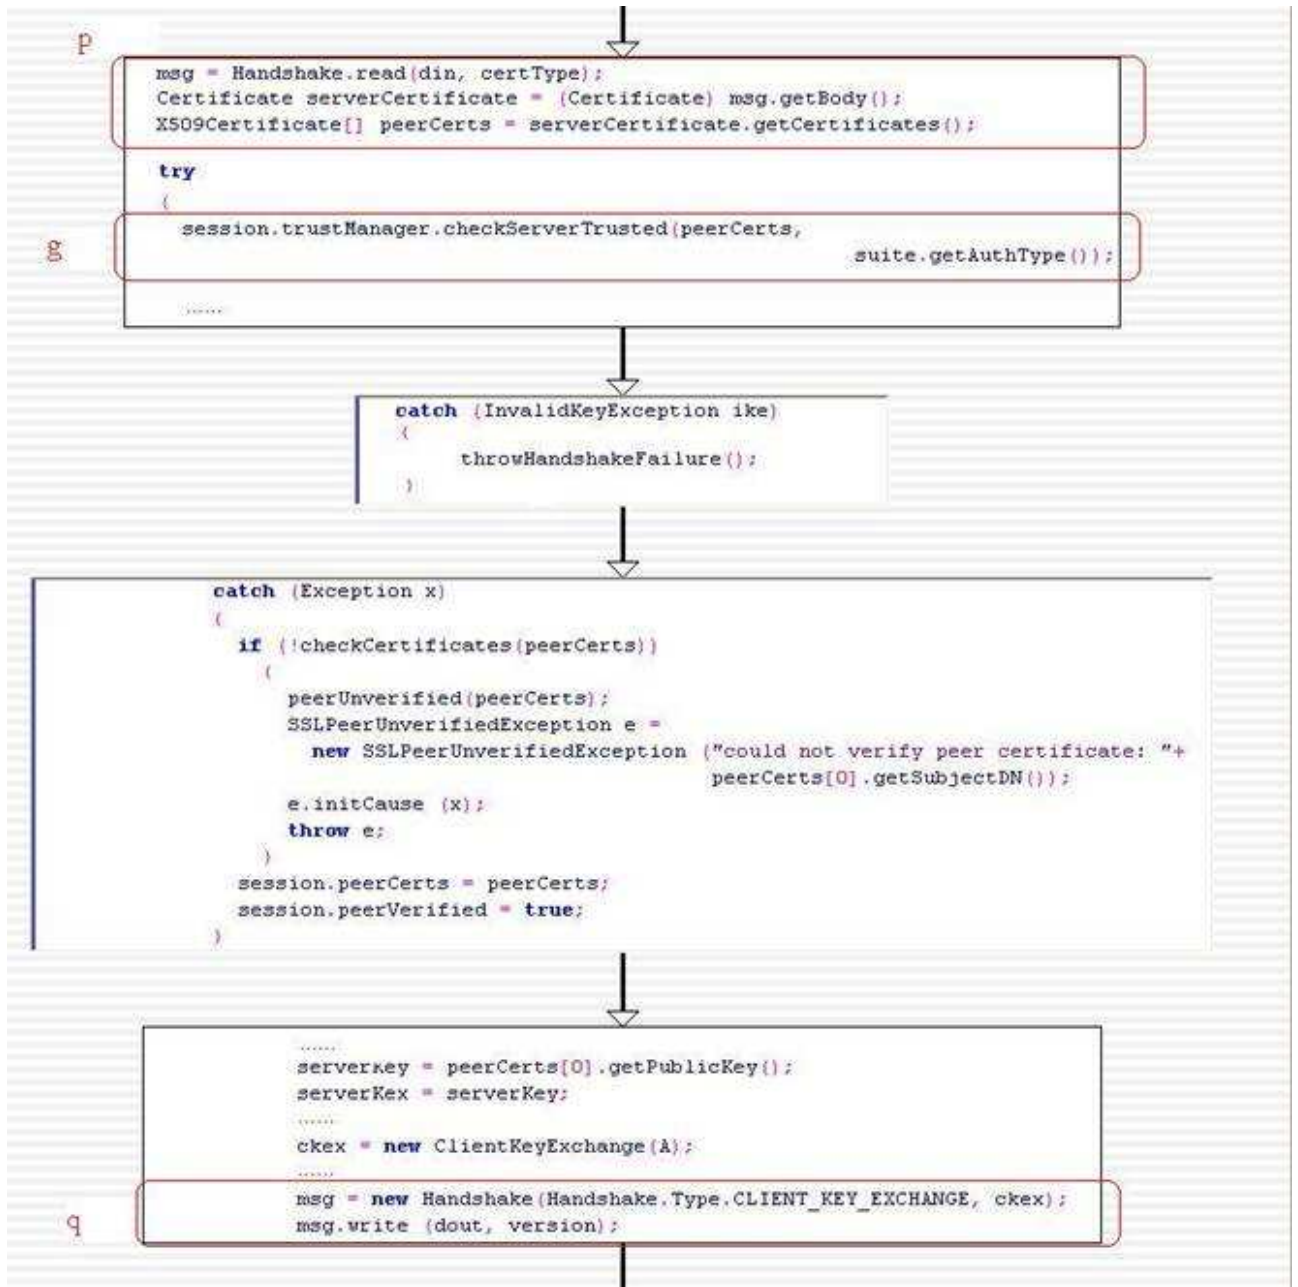 p
msg = Handshake.read(din, certType);
Certificate serverCertificate = (Certificate) msg.getBody();
X509Certificate[] peerCerts = serverCertificate.getCertificates();
try
{
g
session.trustManager.checkServerTrusted(peerCerts,
suite.getAuthType());
......
catch (InvalidKeyException ike)
{
throwHandshakeFailure();
}
catch (Exception x)
{
if (!checkCertificates(peerCerts))
{
peerUnverified(peerCerts);
SSLPeerUnverifiedException e =
new SSLPeerUnverifiedException ("could not verify peer certificate: "+
peerCerts[0].getSubjectDN());
e.initCause (x);
throw e;
}
session.peerCerts = peerCerts;
session.peerVerified = true;
}
......
serverKey = peerCerts[0].getPublicKey();
serverKex = serverKey;
......
ckex = new ClientKeyExchange(A);
......
msg = new Handshake(Handshake.Type.CLIENT_KEY_EXCHANGE, ckex);
q
msg.write (dout, version);